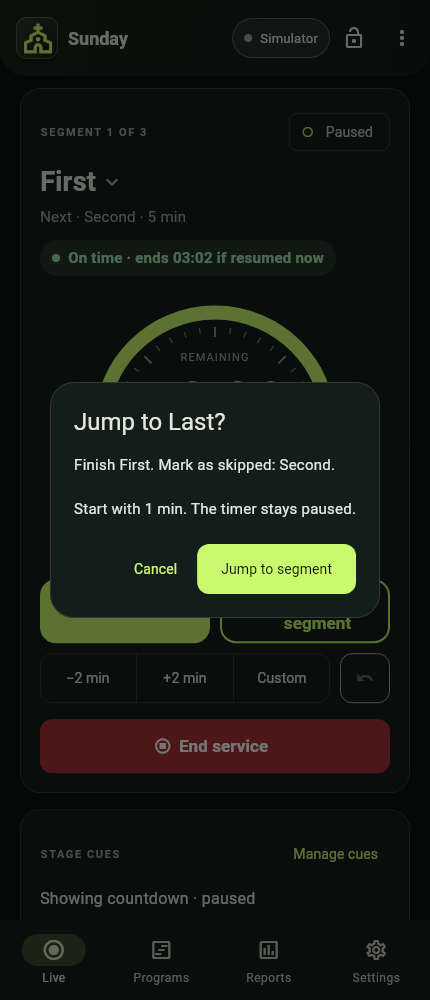 Sunday
Simulator
SEGMENT 1 OF 3
Paused
First
Next · Second · 5 min
On time · ends 03:02 if resumed now
REMAINING
Jump to Last?
Finish First. Mark as skipped: Second.
Start with 1 min. The timer stays paused.
Cancel
Jump to segment
segment
−2 min
+2 min
Custom
End service
STAGE CUES
Manage cues
Showing countdown · paused
Live
Programs
Reports
Settings